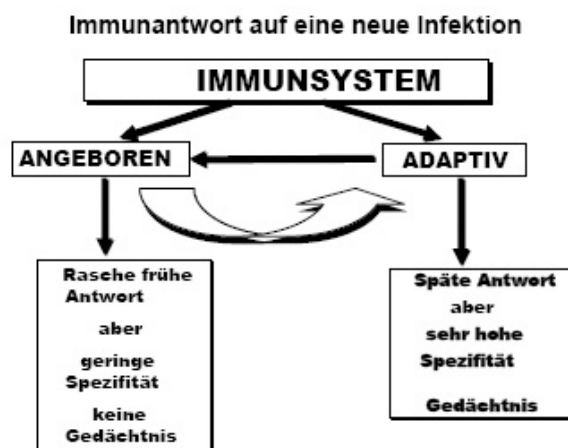 Immunantwort auf eine neue Infektion
IMMUNSYSTEM
ANGEBOREN
ADAPTIV
Rasche frühe
Antwort
aber
geringe
Spezifität
keine
Gedächtnis
Späte Antwort
aber
sehr hohe
Spezifität
Gedächtnis